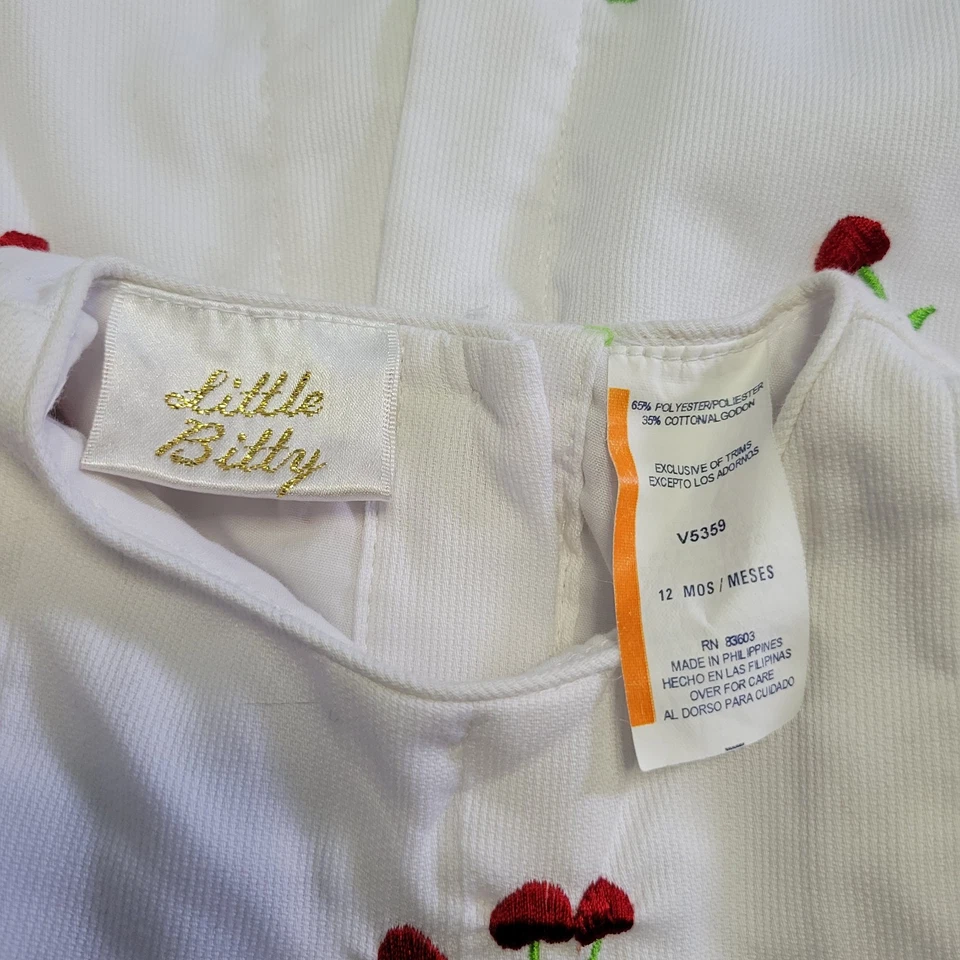 Little
Bitty
65% POLYESTER/POLIESTER
35% COTTON/ALGODON
EXCLUSIVE OF TRIMS
EXCEPTO LOS ADORNOS
V5359
12 MOS / MESES
RN 83603
MADE IN PHILIPPINES
HECHO EN LAS FILIPINAS
OVER FOR CARE
AL DORSO PARA CUIDADO